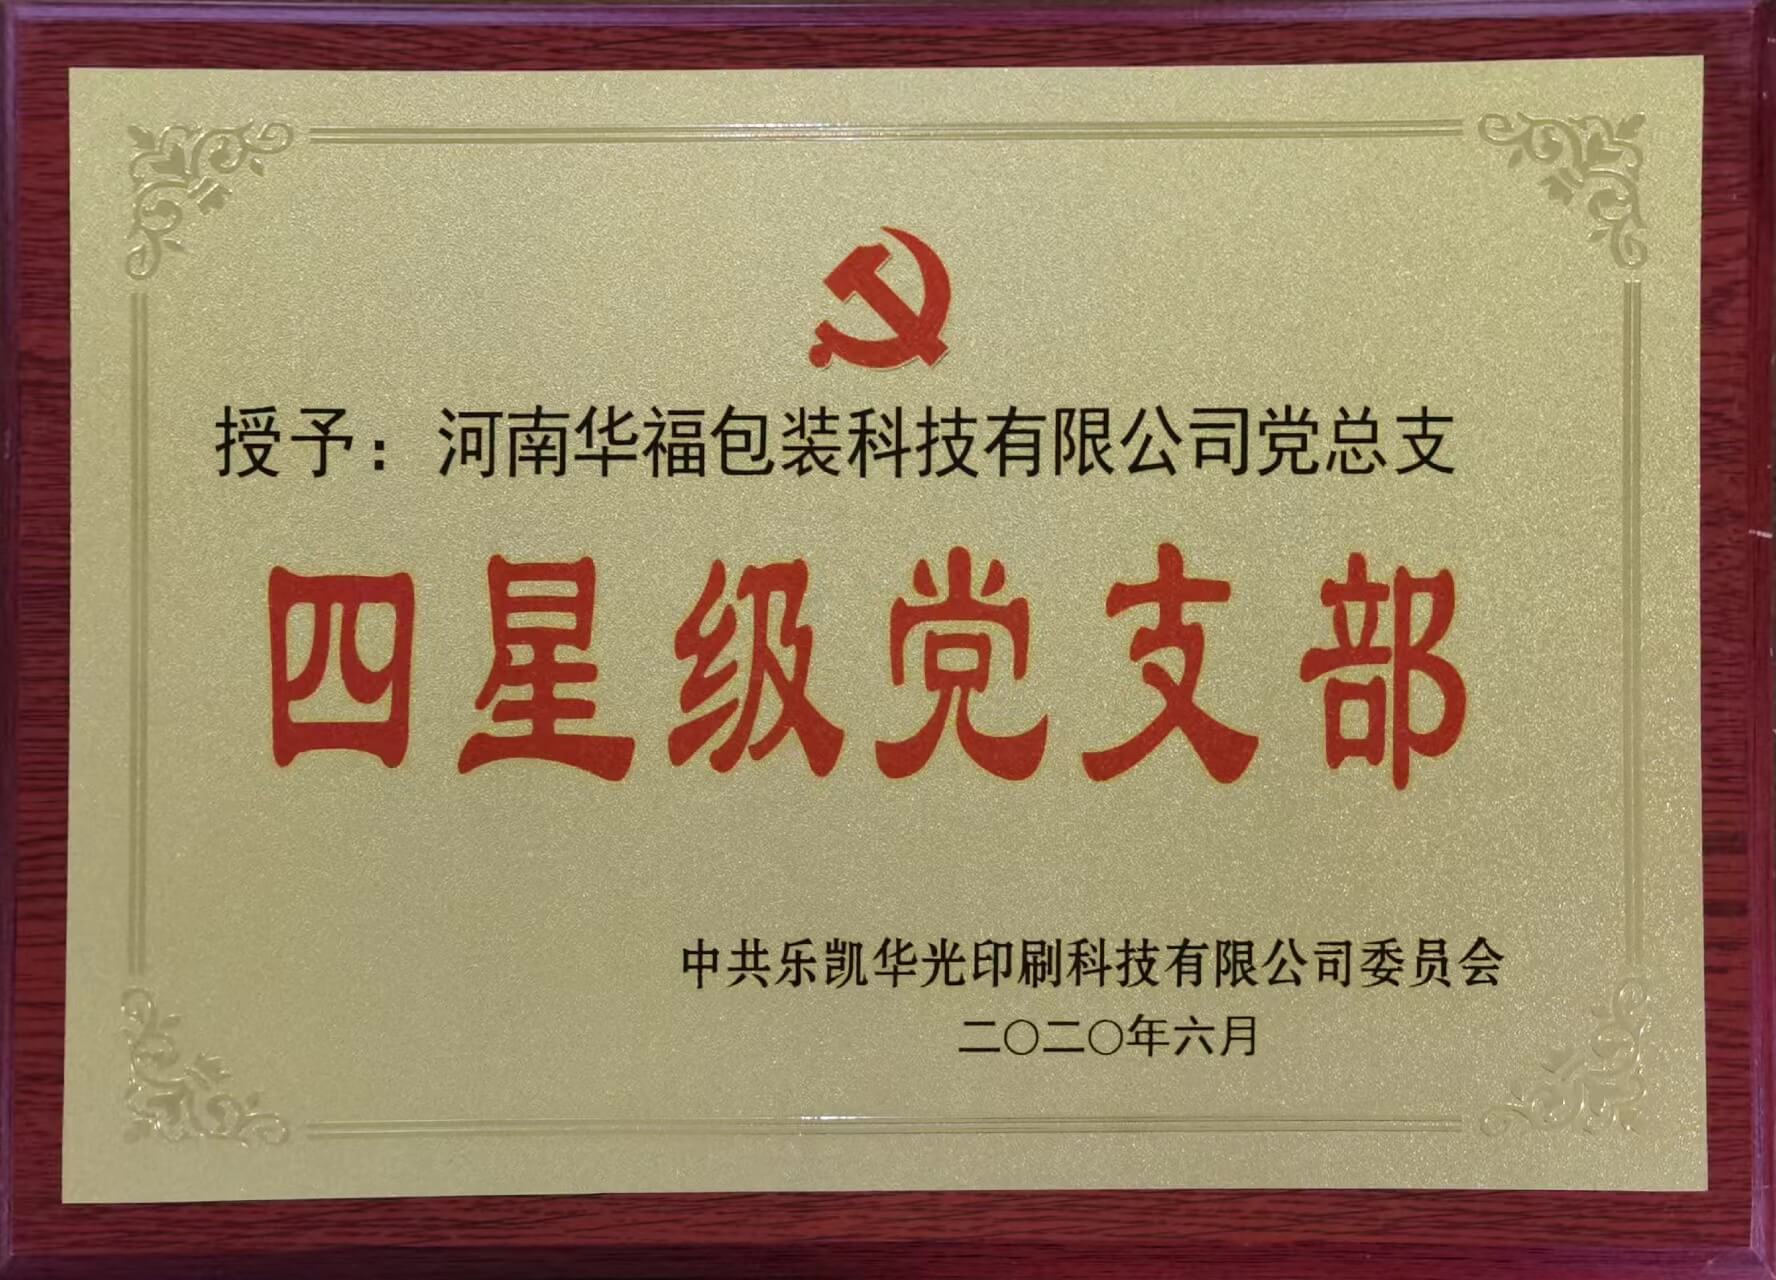 授予：河南华福包装科技有限公司党总支
四星级党支部
中共乐凯华光印刷科技有限公司委员会
二〇二〇年六月